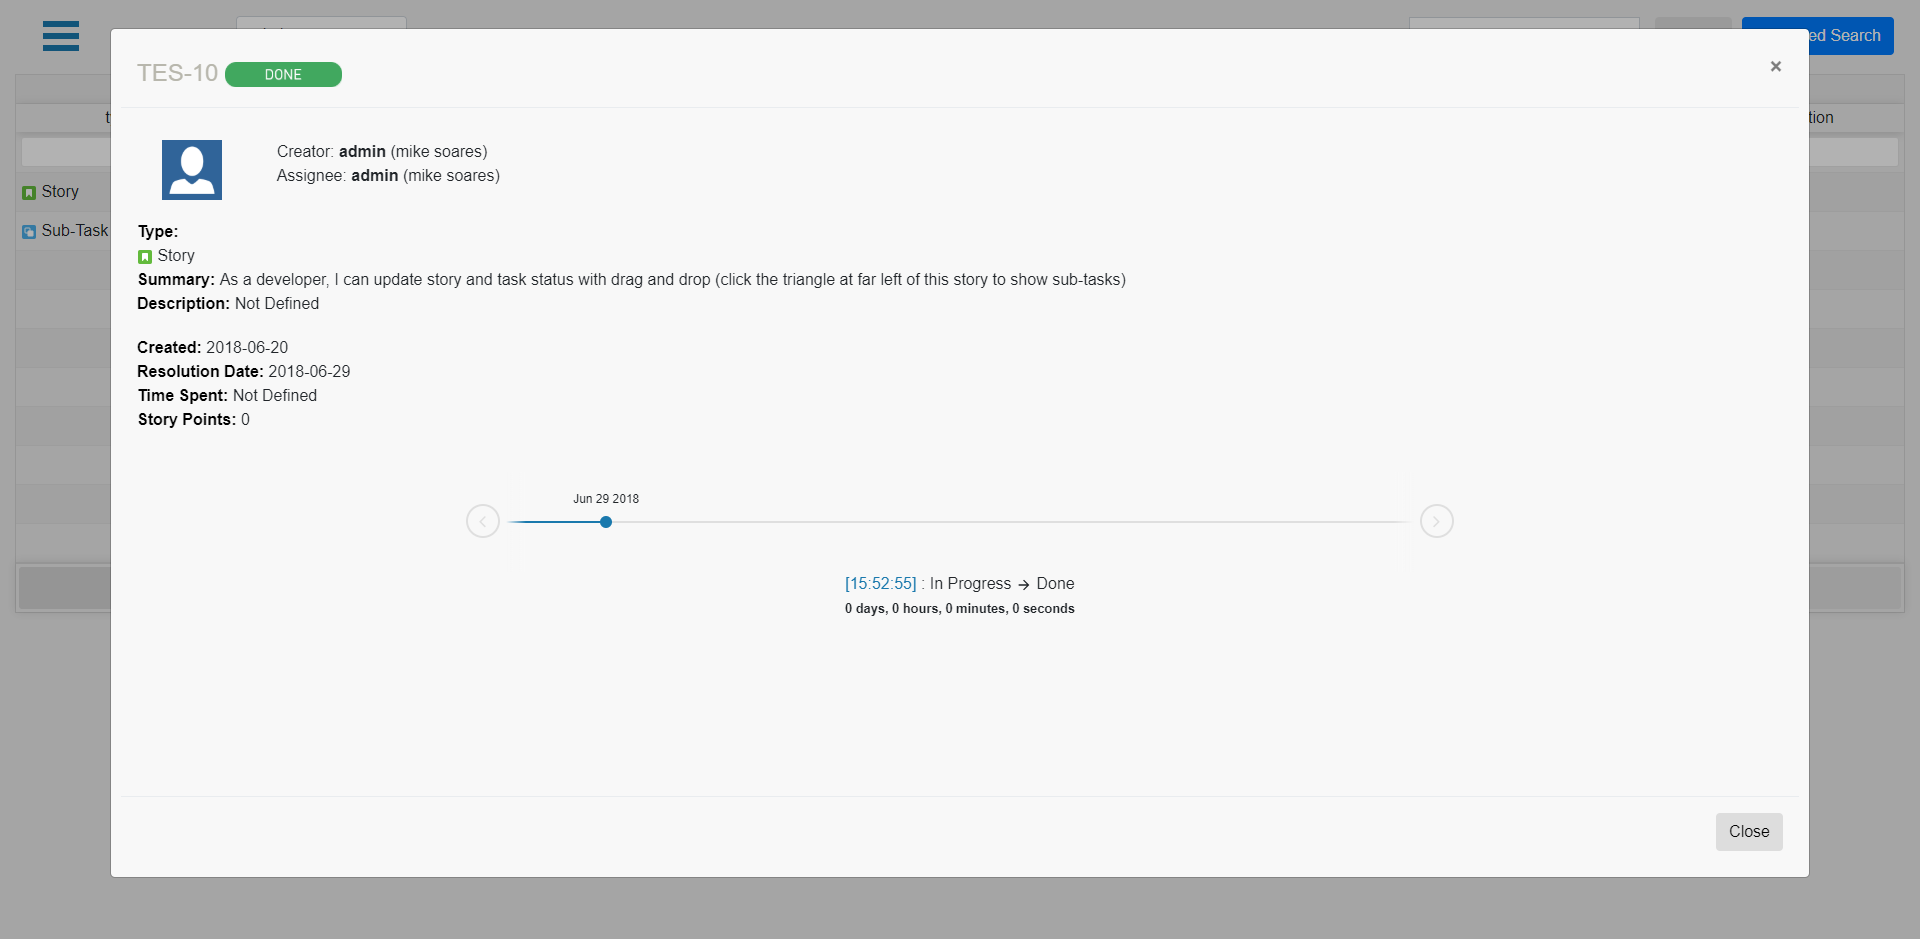 TES-10 DONE
×
ed Search
tion
Story
Sub-Task
Creator: admin (mike soares)
Assignee: admin (mike soares)
Type:
Story
Summary: As a developer, I can update story and task status with drag and drop (click the triangle at far left of this story to show sub-tasks)
Description: Not Defined
Created: 2018-06-20
Resolution Date: 2018-06-29
Time Spent: Not Defined
Story Points: 0
Jun 29 2018
[15:52:55] : In Progress → Done
0 days, 0 hours, 0 minutes, 0 seconds
Close